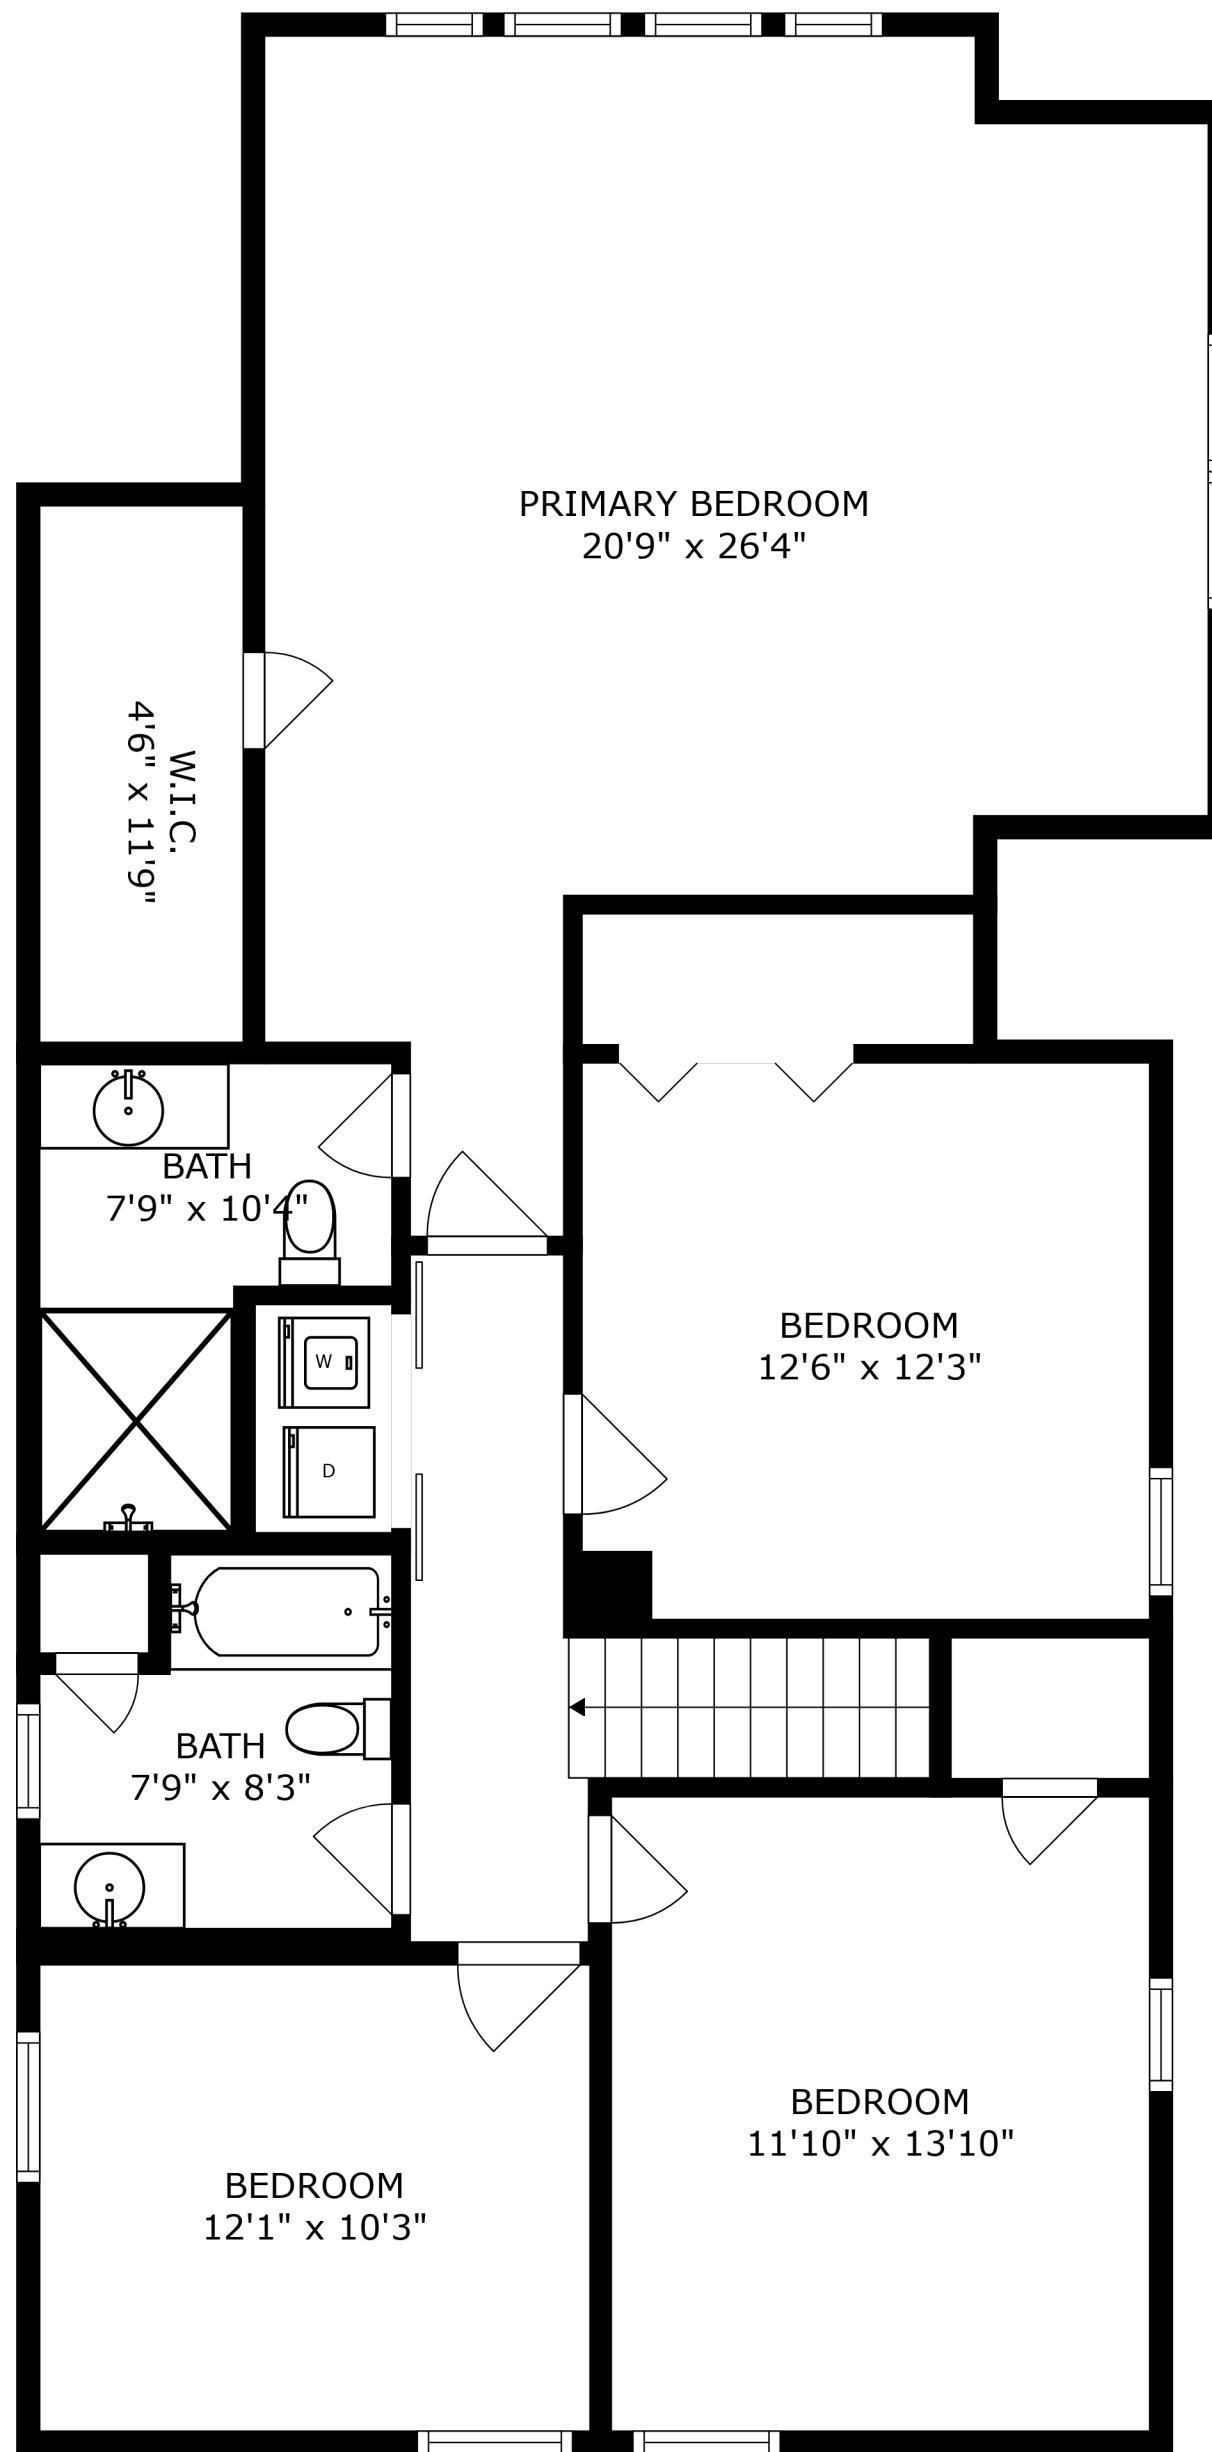 PRIMARY BEDROOM
20'9" x 26'4"
W.I.C.
4'6" x 11'9"
BATH
7'9" x 10'4"
W
D
BEDROOM
12'6" x 12'3"
BATH
7'9" x 8'3"
BEDROOM
11'10" x 13'10"
BEDROOM
12'1" x 10'3"